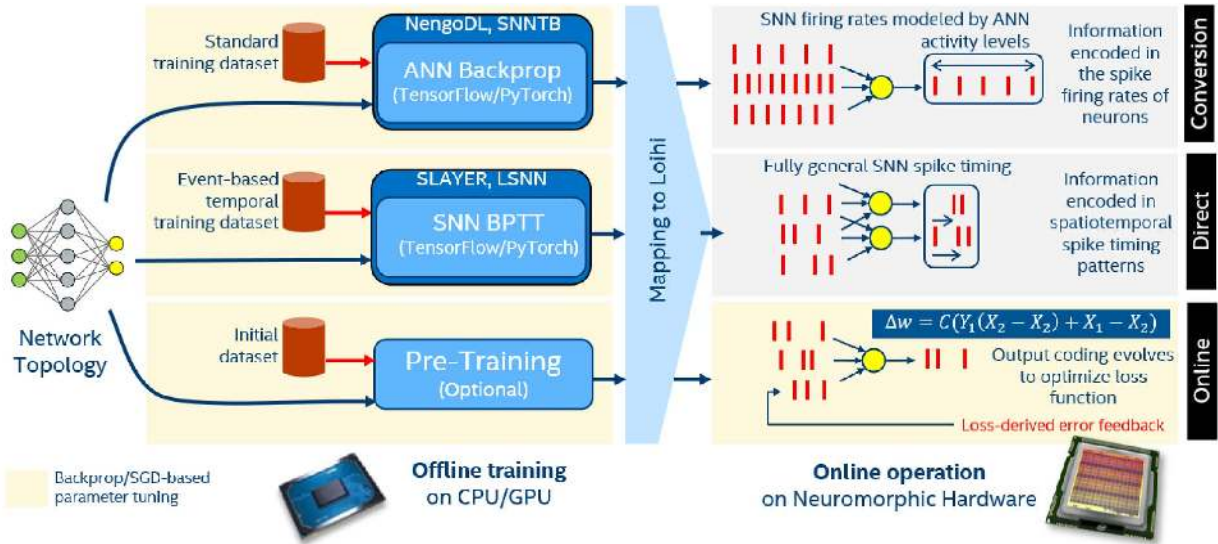 NengoDL, SNNTB
Standard
training dataset
ANN Backprop
(TensorFlow/PyTorch)
SNN firing rates modeled by ANN
activity levels
Information
encoded in
the spike
firing rates of
neurons
Conversion
Event-based
temporal
training dataset
SLAYER, LSNN
SNN BPTT
(TensorFlow/PyTorch)
Mapping to Loihi
Fully general SNN spike timing
Information
encoded in
spatiotemporal
spike timing
patterns
Direct
Network
Topology
Initial
dataset
Pre-Training
(Optional)
Δw = C(Y₁(X₂ − X₂) + X₁ − X₂)
Output coding evolves
to optimize loss
function
Loss-derived error feedback
Online
Backprop/SGD-based
parameter tuning
Offline training
on CPU/GPU
Online operation
on Neuromorphic Hardware